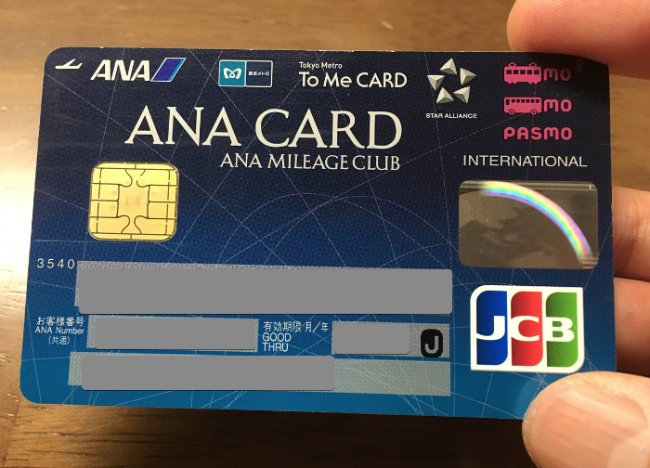 ANA
東京メトロ
Tokyo Metro
To Me CARD
STAR ALLIANCE
MO
MO
PASMO
ANA CARD
ANA MILEAGE CLUB
INTERNATIONAL
3540
お客様番号
ANA Number
(共通)
有効期限・月/年
GOOD
THRU
J
JCB